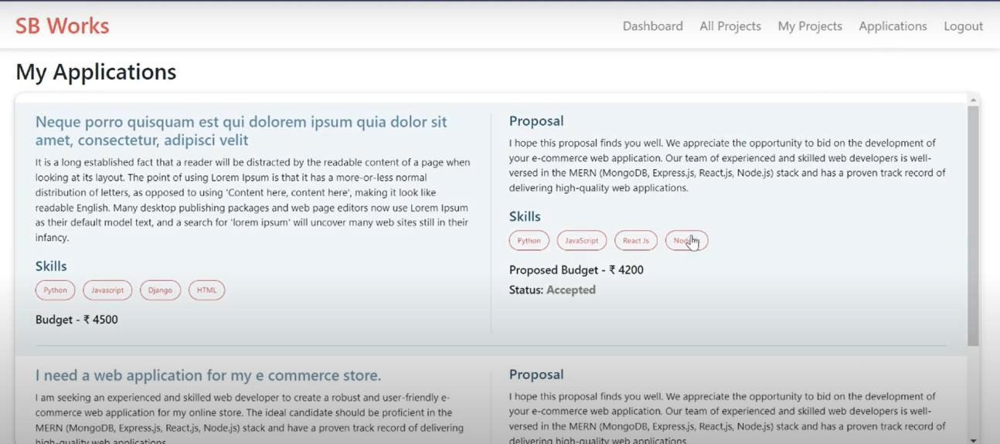 SB Works
Dashboard All Projects My Projects Applications Logout
My Applications
Neque porro quisquam est qui dolorem ipsum quia dolor sit
amet, consectetur, adipisci velit
It is a long established fact that a reader will be distracted by the readable content of a page when
looking at its layout. The point of using Lorem Ipsum is that it has a more-or-less normal
distribution of letters, as opposed to using 'Content here, content here', making it look like
readable English. Many desktop publishing packages and web page editors now use Lorem Ipsum
as their default model text, and a search for 'lorem ipsum' will uncover many web sites still in their
infancy.
Skills
Python Javascript Django HTML
Budget - ₹ 4500
Proposal
I hope this proposal finds you well. We appreciate the opportunity to bid on the development of
your e-commerce web application. Our team of experienced and skilled web developers is well-
versed in the MERN (MongoDB, Express.js, React.js, Node.js) stack and has a proven track record of
delivering high-quality web applications.
Skills
Python JavaScript React Js
Proposed Budget - ₹ 4200
Status: Accepted
I need a web application for my e commerce store.
I am seeking an experienced and skilled web developer to create a robust and user-friendly e-
commerce web application for my online store. The ideal candidate should be proficient in the
MERN (MongoDB, Express.js, React.js, Node.js) stack and have a proven track record of delivering
high-quality web applications.
Proposal
I hope this proposal finds you well. We appreciate the opportunity to bid on the development of
your e-commerce web application. Our team of experienced and skilled web developers is well-
versed in the MERN (MongoDB, Express.js, React.js, Node.js) stack and has a proven track record of
delivering high-quality web applications.